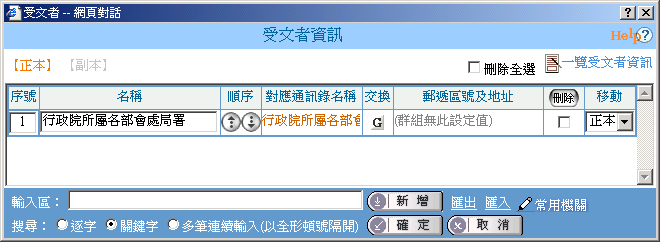 受文者 -- 網頁對話
受文者資訊
Help
【正本】 【副本】
刪除全選
一覽受文者資訊
序號 名稱 順序 對應通訊錄名稱 交換 郵遞區號及地址 刪除 移動
1 行政院所屬各部會處局署 行政院所屬各部會 G (群組無此設定值) 正本
輸入區： 新增 匯出 匯入 常用機關
搜尋： 逐字 關鍵字 多筆連續輸入(以全形頓號隔開) 確定 取消